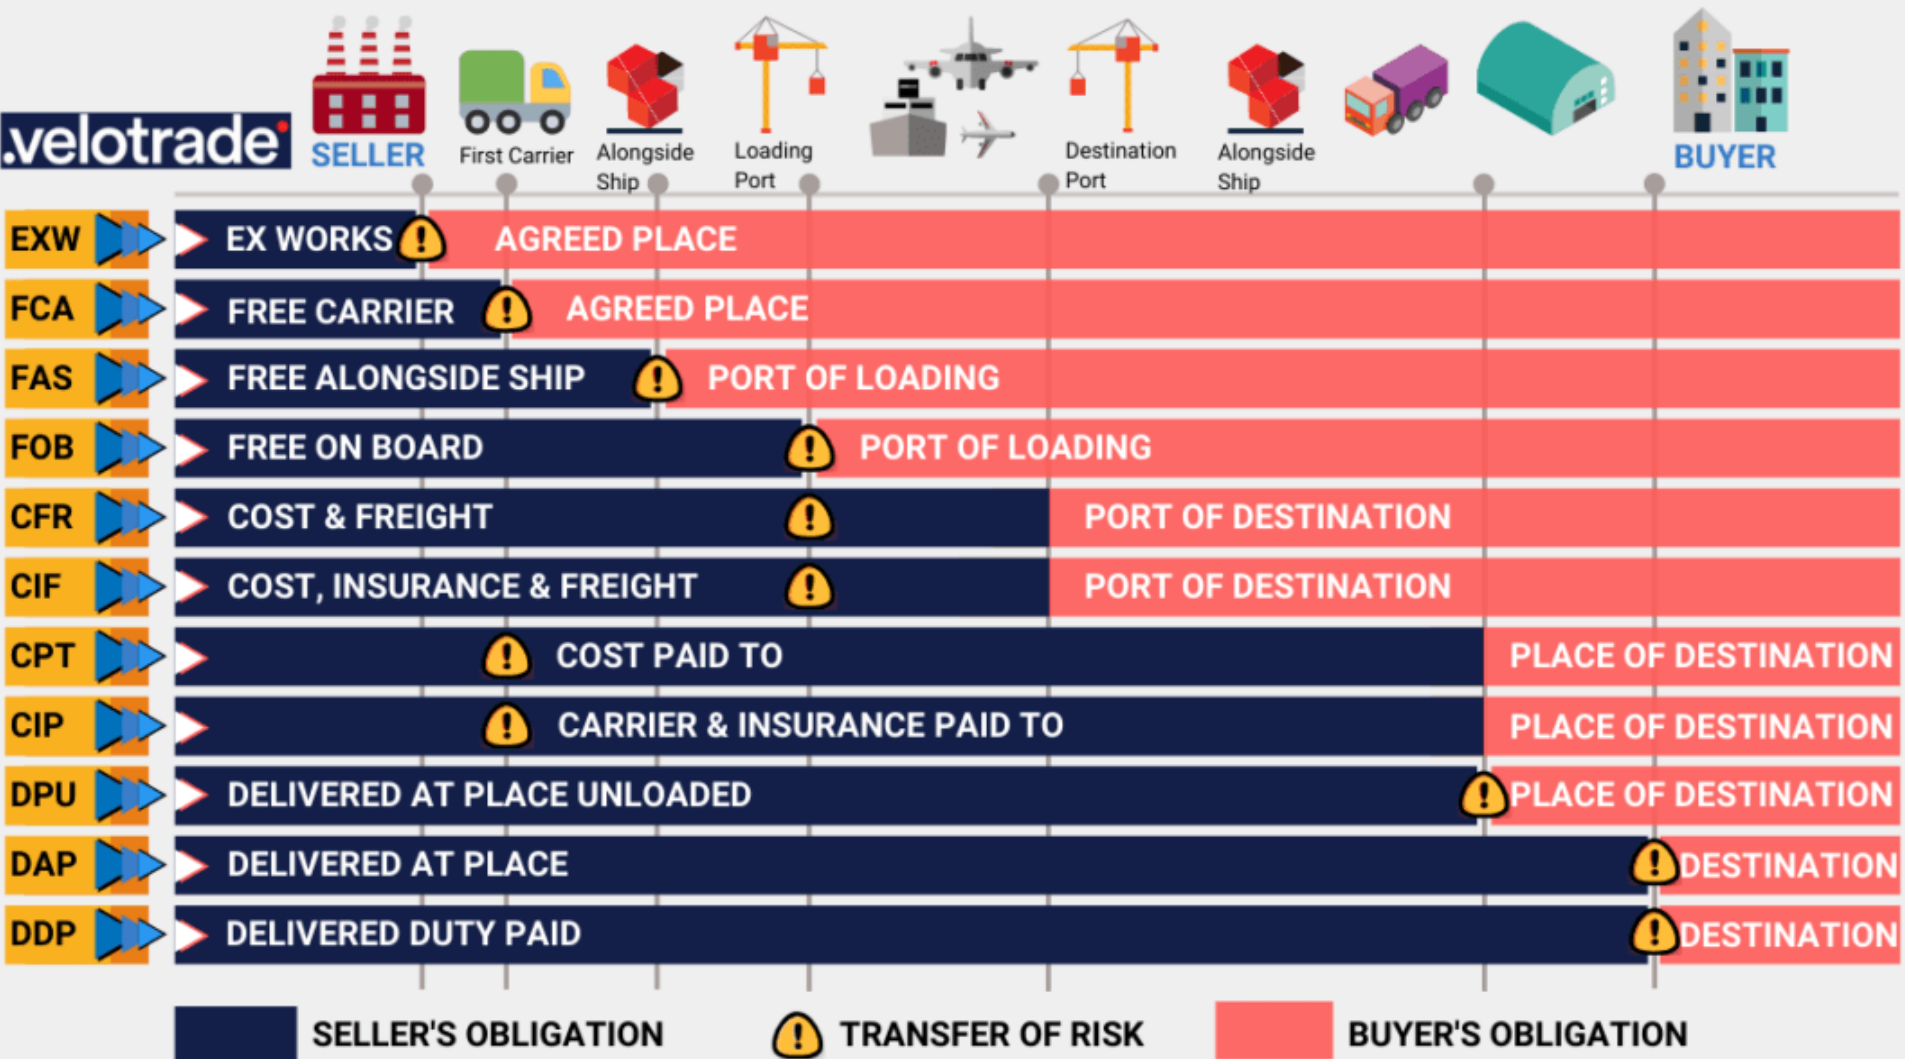 .velotrade
SELLER
First Carrier
Alongside
Ship
Loading
Port
Destination
Port
Alongside
Ship
BUYER
EXW EX WORKS AGREED PLACE
FCA FREE CARRIER AGREED PLACE
FAS FREE ALONGSIDE SHIP PORT OF LOADING
FOB FREE ON BOARD PORT OF LOADING
CFR COST & FREIGHT PORT OF DESTINATION
CIF COST, INSURANCE & FREIGHT PORT OF DESTINATION
CPT COST PAID TO PLACE OF DESTINATION
CIP CARRIER & INSURANCE PAID TO PLACE OF DESTINATION
DPU DELIVERED AT PLACE UNLOADED PLACE OF DESTINATION
DAP DELIVERED AT PLACE DESTINATION
DDP DELIVERED DUTY PAID DESTINATION
SELLER'S OBLIGATION TRANSFER OF RISK BUYER'S OBLIGATION